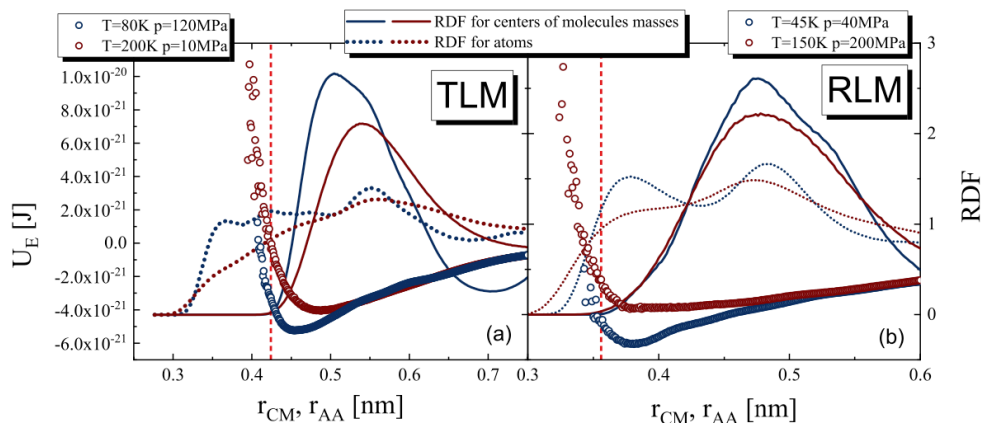 T=80K p=120MPa
T=200K p=10MPa
RDF for centers of molecules masses
RDF for atoms
T=45K p=40MPa
T=150K p=200MPa
TLM
RLM
1.0x10⁻²⁰
8.0x10⁻²¹
6.0x10⁻²¹
4.0x10⁻²¹
2.0x10⁻²¹
0.0
-2.0x10⁻²¹
-4.0x10⁻²¹
-6.0x10⁻²¹
U_E [J]
3
2
1
0
RDF
(a)
(b)
0.3 0.4 0.5 0.6 0.7 0.3 0.4 0.5 0.6
r_CM, r_AA [nm]
r_CM, r_AA [nm]